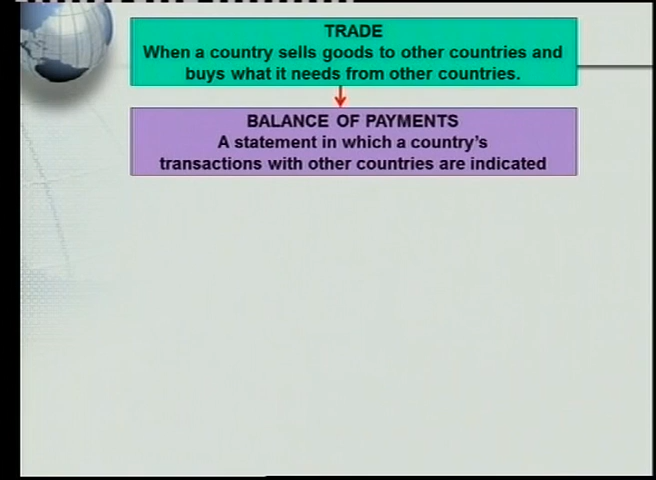 TRADE
When a country sells goods to other countries and
buys what it needs from other countries.
BALANCE OF PAYMENTS
A statement in which a country's
transactions with other countries are indicated